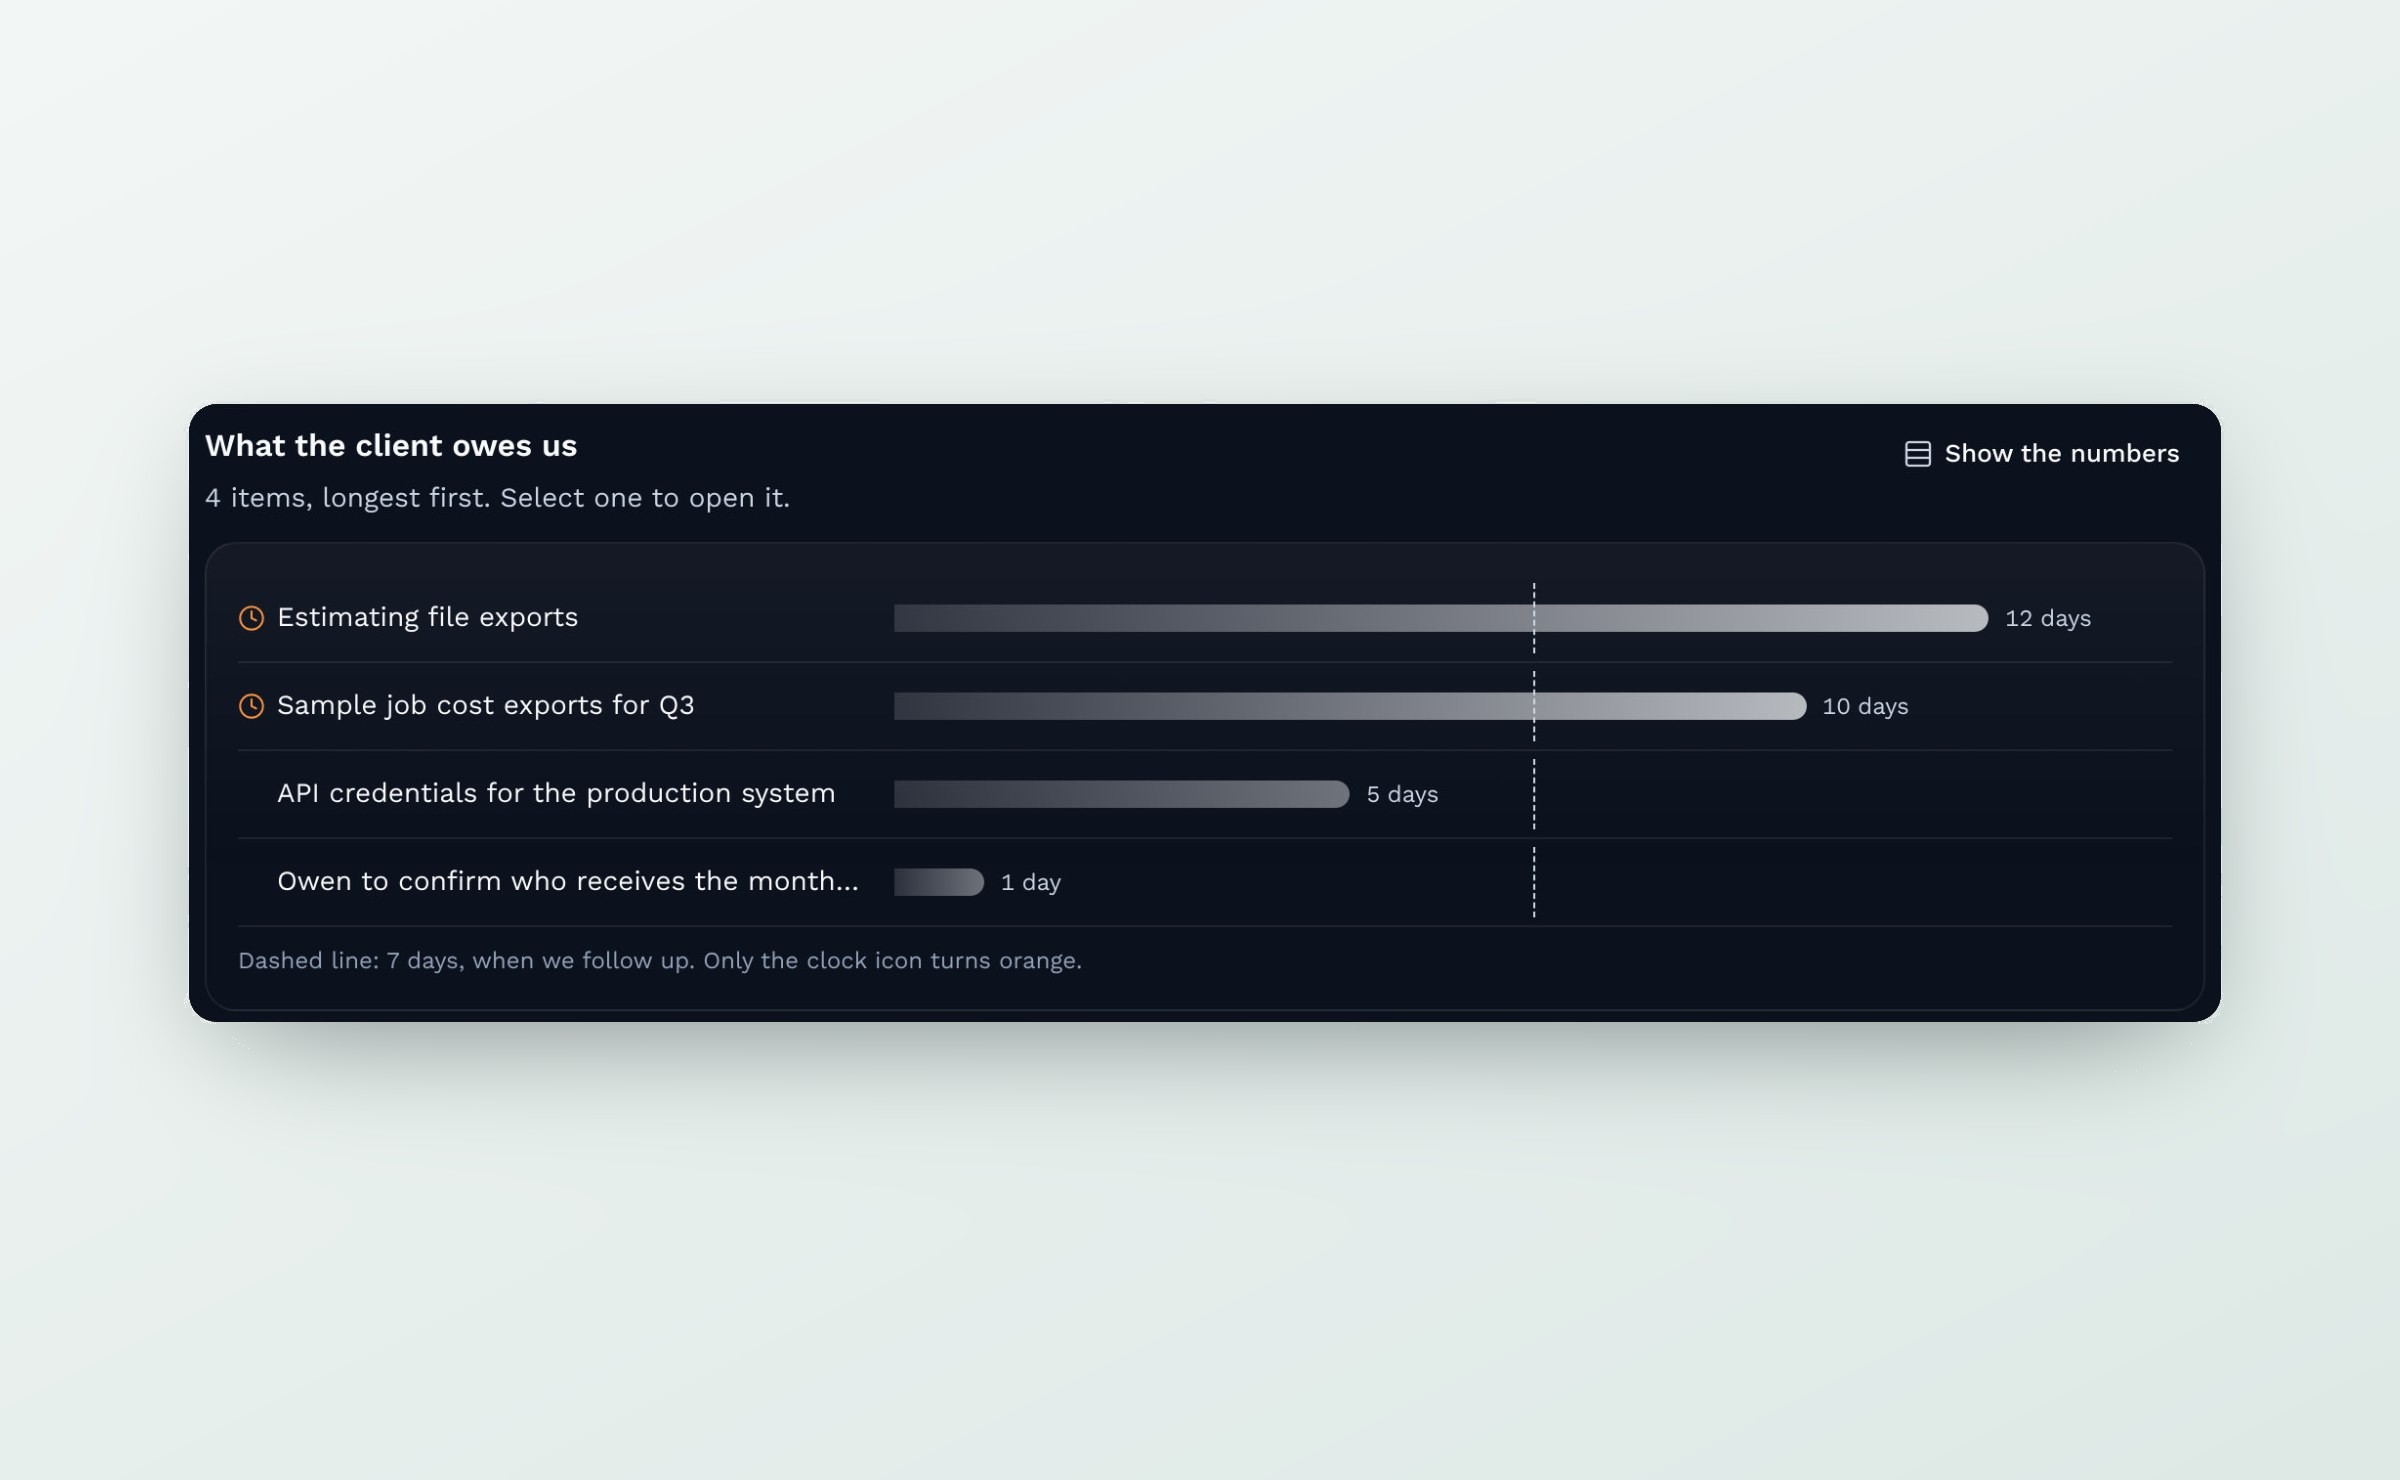 What the client owes us
Show the numbers
4 items, longest first. Select one to open it.
Estimating file exports
12 days
Sample job cost exports for Q3
10 days
API credentials for the production system
5 days
Owen to confirm who receives the month...
1 day
Dashed line: 7 days, when we follow up. Only the clock icon turns orange.